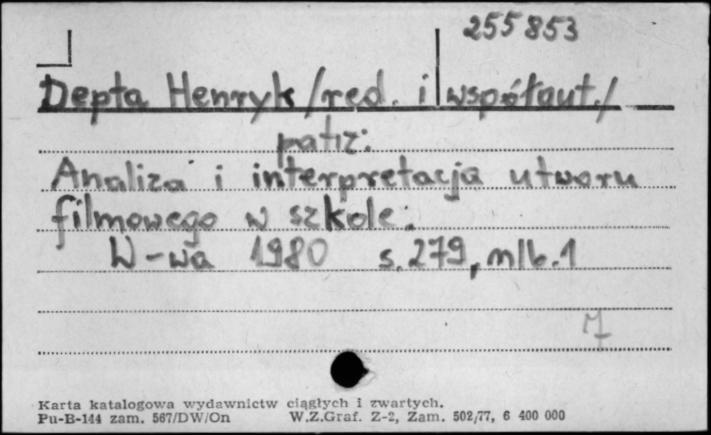 255853
Depta Henryk /red. i współaut./
patrz:
Analiza i interpretacja utworu
filmowego w szkole.
W-wa 1980 s. 279, nlb. 1
Karta katalogowa wydawnictw ciągłych i zwartych.
Pu-B-144 zam. 567/DW/On W.Z.Graf. Z-2, Zam. 502/77, 6 400 000